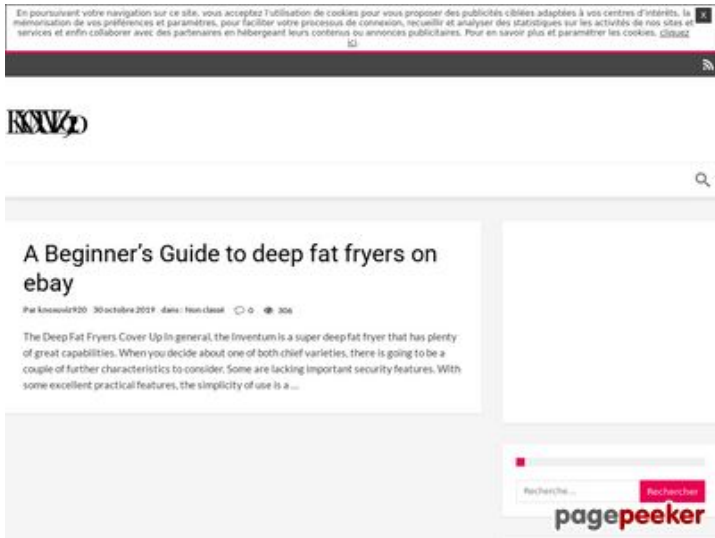 En poursuivant votre navigation sur ce site, vous acceptez l'utilisation de cookies pour vous proposer des publicités ciblées adaptées à vos centres d'intérêts, la
mémorisation de vos préférences et paramètres, pour faciliter votre processus de connexion, recueillir et analyser des statistiques sur les activités de nos sites et
services et enfin collaborer avec des partenaires en hébergeant leurs contenus ou annonces publicitaires. Pour en savoir plus et paramétrer les cookies, cliquez
ici
X
A Beginner's Guide to deep fat fryers on
ebay
Par knoxoviz920 30 octobre 2019 dans : Non classé 0 306
The Deep Fat Fryers Cover Up In general, the Inventum is a super deep fat fryer that has plenty
of great capabilities. When you decide about one of both chief varieties, there is going to be a
couple of further characteristics to consider. Some are lacking important security features. With
some excellent practical features, the simplicity of use is a ...
Recherche...
Rechercher
pagepeeker